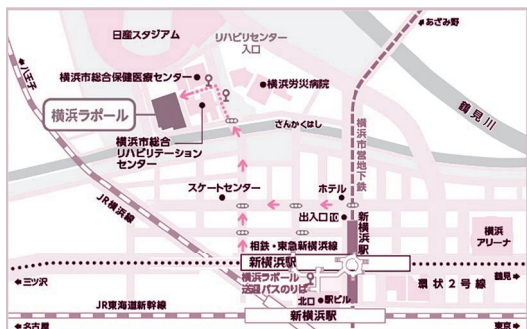 日産スタジアム
リハビリセンター
入口
あざみ野
八王子
横浜市総合保健医療センター
横浜労災病院
横浜ラポール
鶴見川
さんかくはし
横浜市総合
リハビリテーション
センター
横浜市営地下鉄
JR横浜線
スケートセンター
ホテル
出入口10
新横浜駅
横浜
アリーナ
相鉄・東急新横浜線
新横浜駅
三ツ沢
横浜ラポール
送迎バスのりば
鶴見
環状2号線
北口
駅ビル
JR東海道新幹線
名古屋
新横浜駅
東京